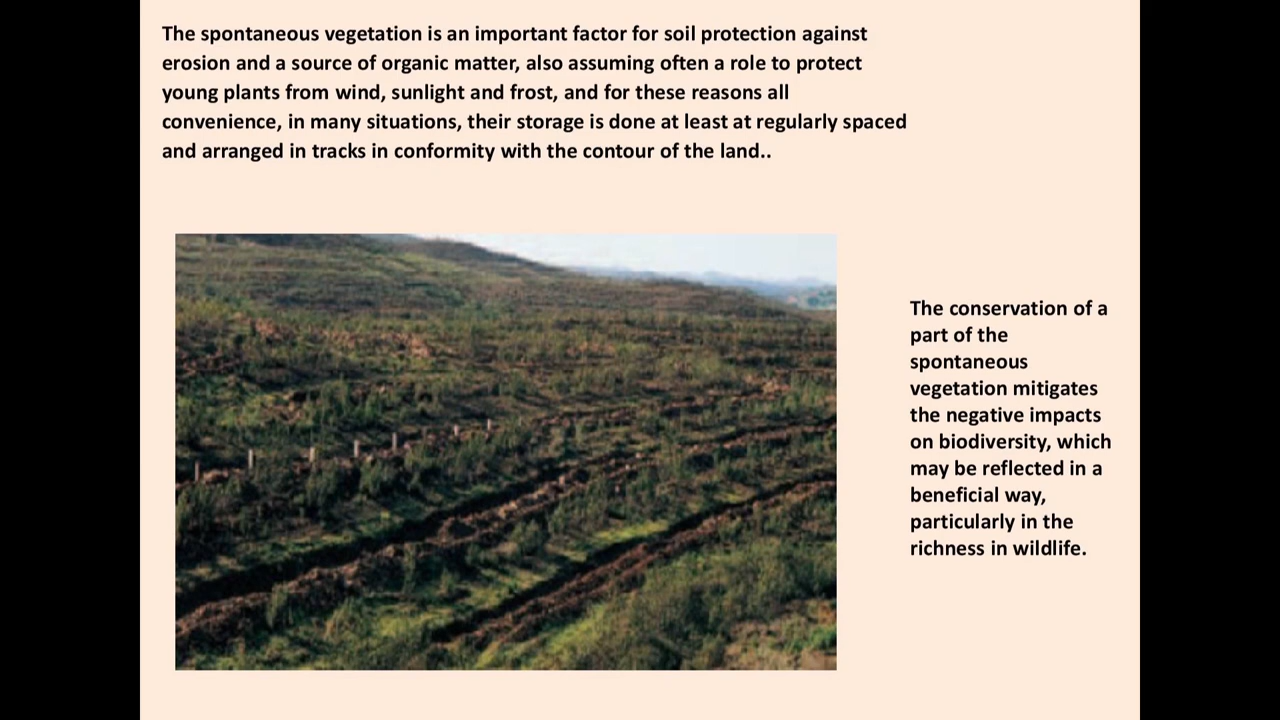 The spontaneous vegetation is an important factor for soil protection against
erosion and a source of organic matter, also assuming often a role to protect
young plants from wind, sunlight and frost, and for these reasons all
convenience, in many situations, their storage is done at least at regularly spaced
and arranged in tracks in conformity with the contour of the land..
The conservation of a
part of the
spontaneous
vegetation mitigates
the negative impacts
on biodiversity, which
may be reflected in a
beneficial way,
particularly in the
richness in wildlife.